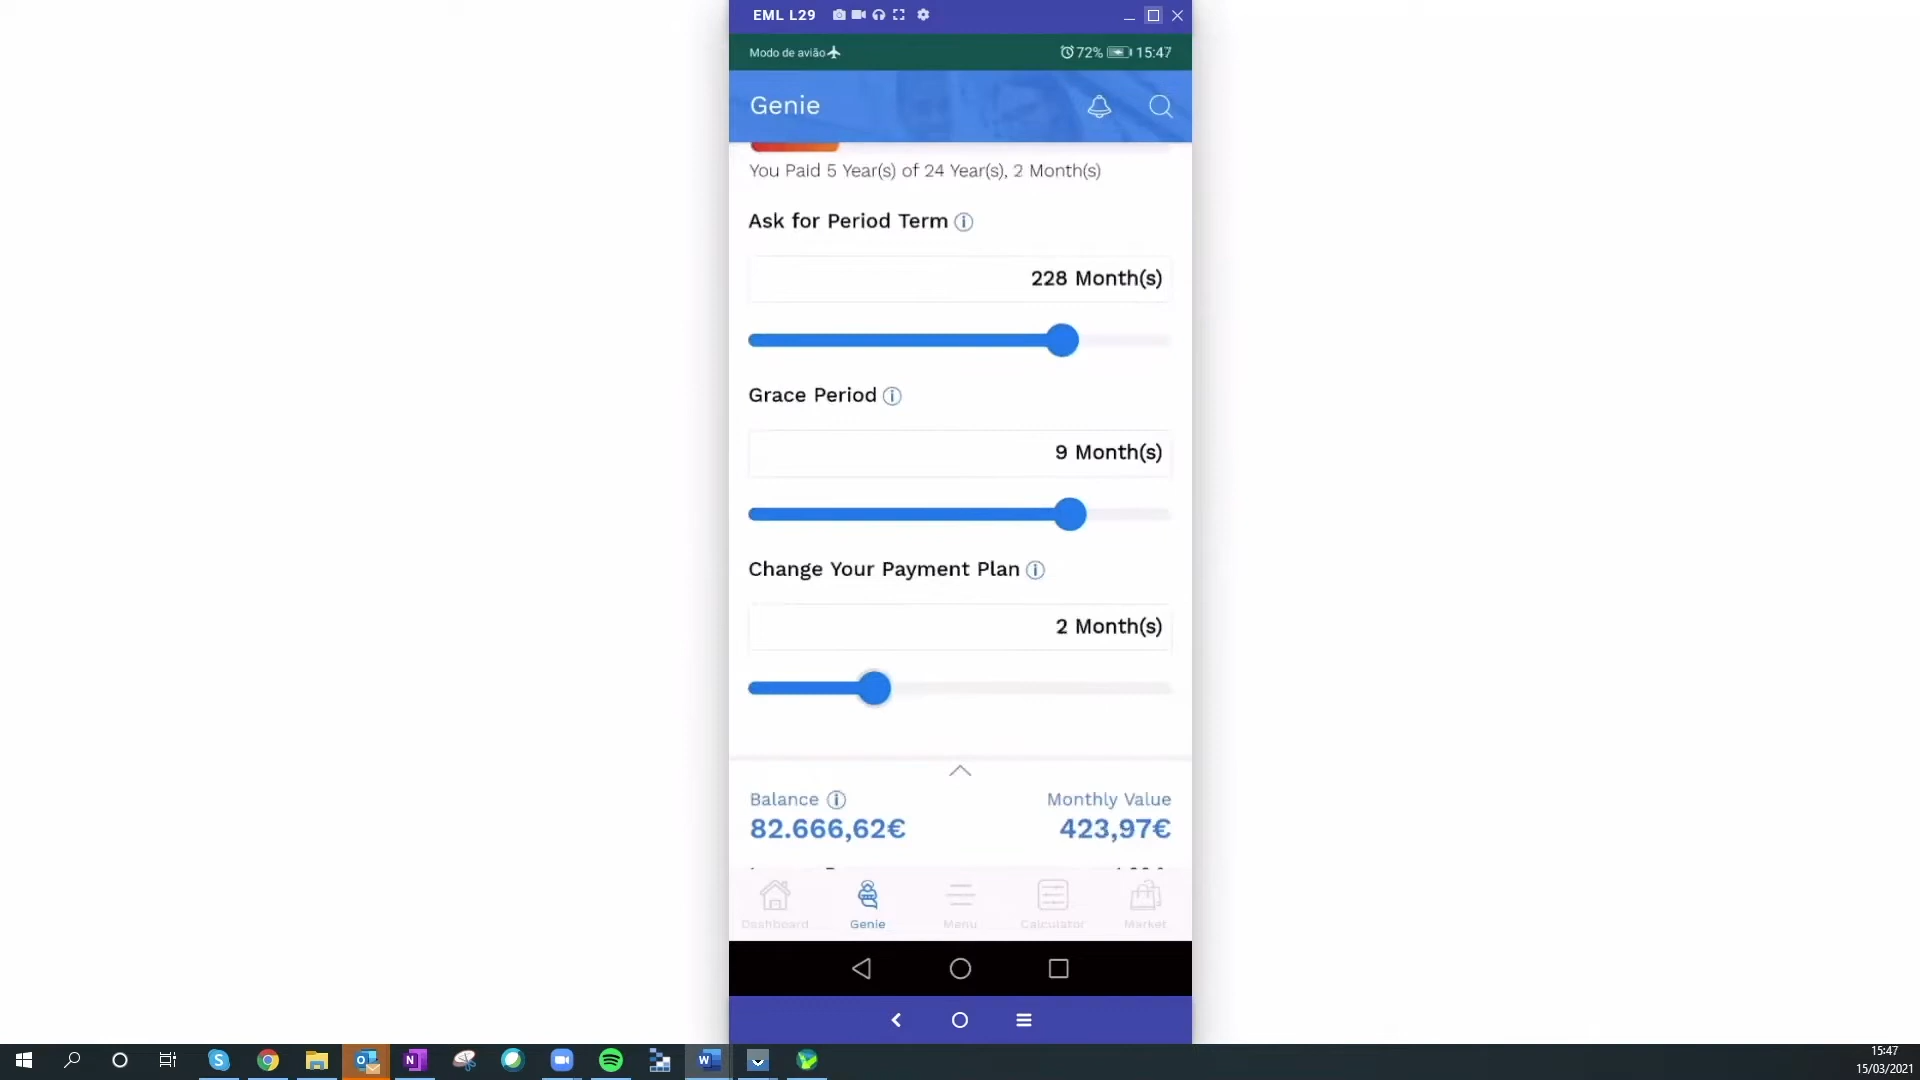 EML L29
Modo de avião 72% 15:47
Genie
You Paid 5 Year(s) of 24 Year(s), 2 Month(s)
Ask for Period Term
228 Month(s)
Grace Period
9 Month(s)
Change Your Payment Plan
2 Month(s)
Balance Monthly Value
82.666,62€ 423,97€
Dashboard Genie Menu Calculator Market
15:47
15/03/2021